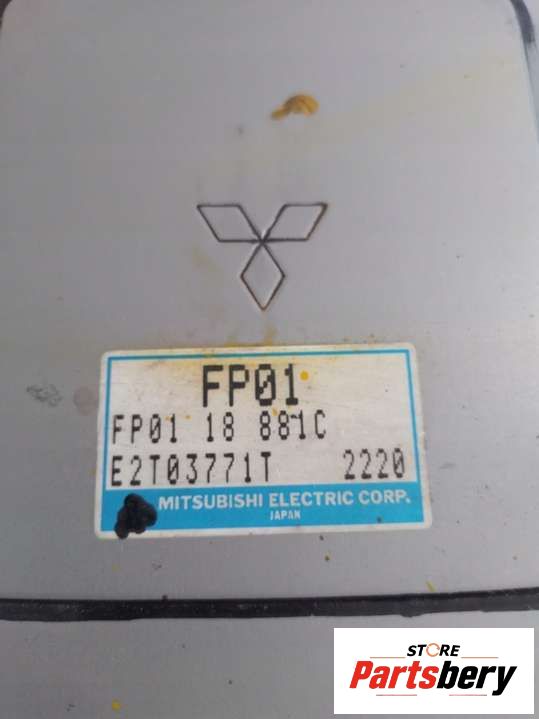 FP01
FP01 18 881C
E2T03771T 2220
MITSUBISHI ELECTRIC CORP.
JAPAN
STORE
Partsbery